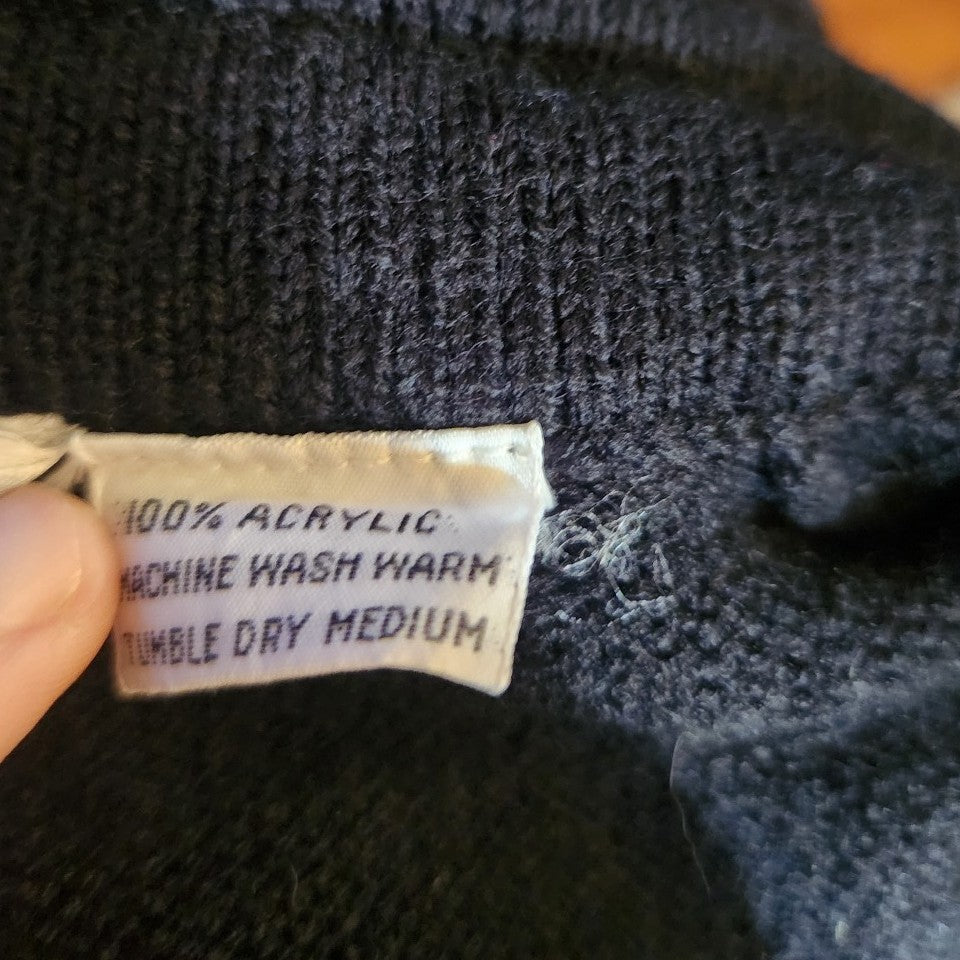 100% ACRYLIC
MACHINE WASH WARM
TUMBLE DRY MEDIUM